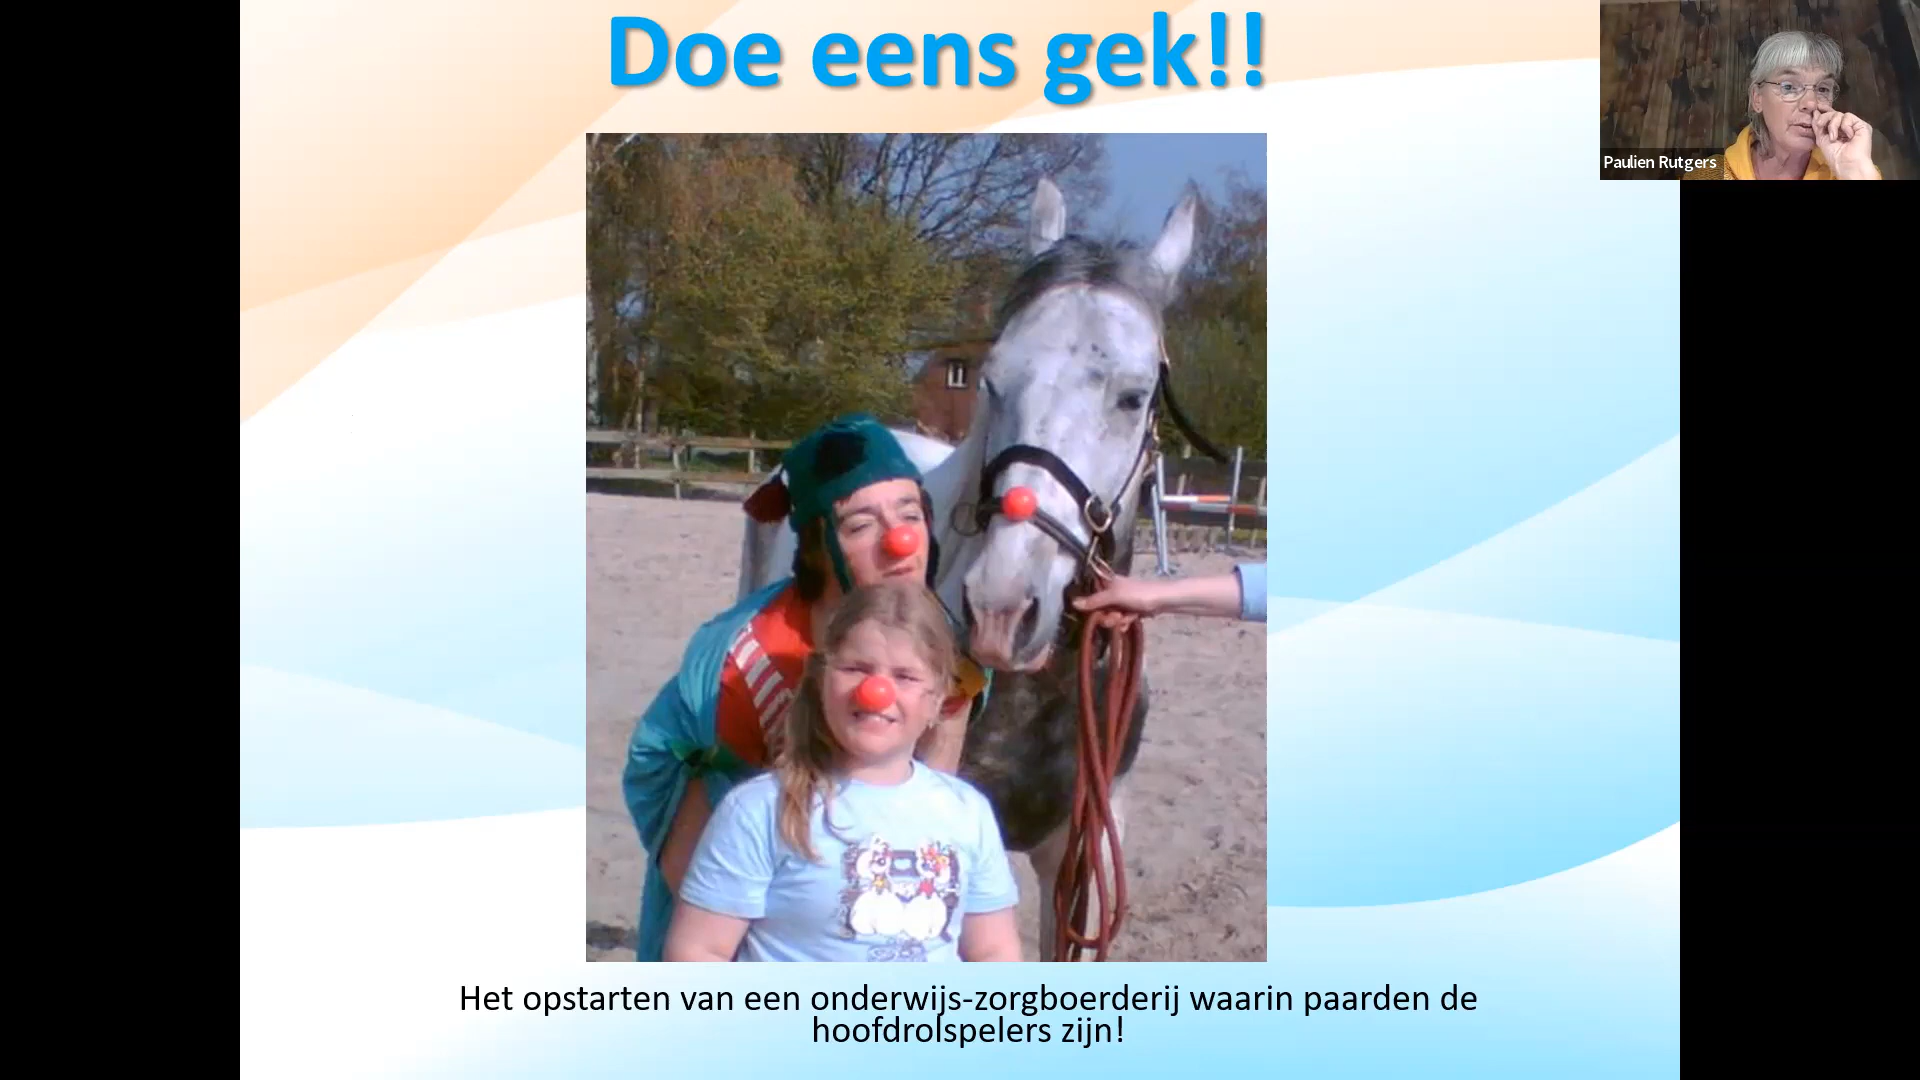 Doe eens gek!!
Paulien Rutgers
Het opstarten van een onderwijs-zorgboerderij waarin paarden de
hoofdrolspelers zijn!